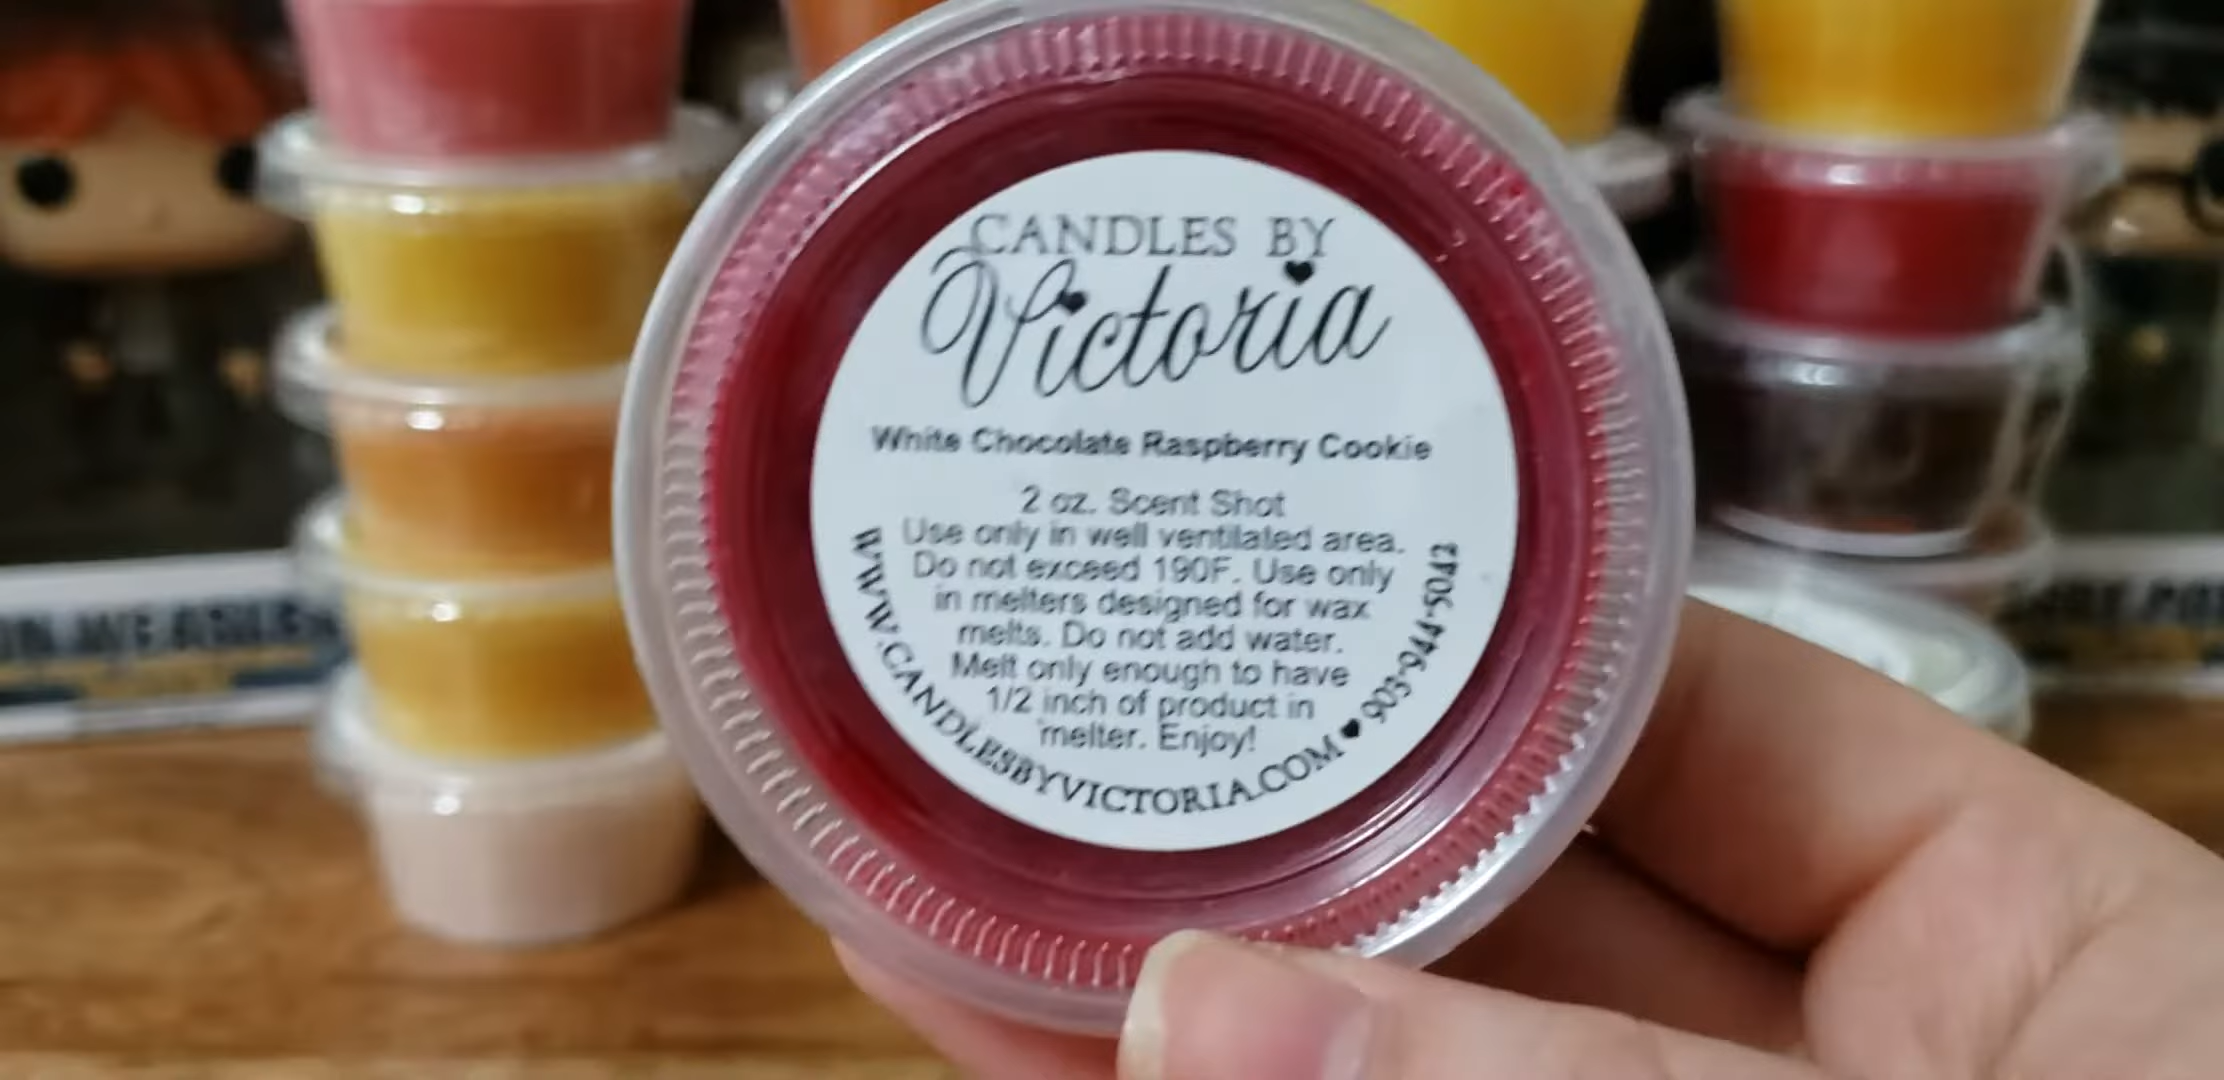 CANDLES BY
Victoria
White Chocolate Raspberry Cookie
2 oz. Scent Shot
Use only in well ventilated area.
Do not exceed 190F. Use only
in melters designed for wax
melts. Do not add water.
Melt only enough to have
1/2 inch of product in
melter. Enjoy!
WWW.CANDLESBYVICTORIA.COM ♥ 903-944-5042
WEASLEY